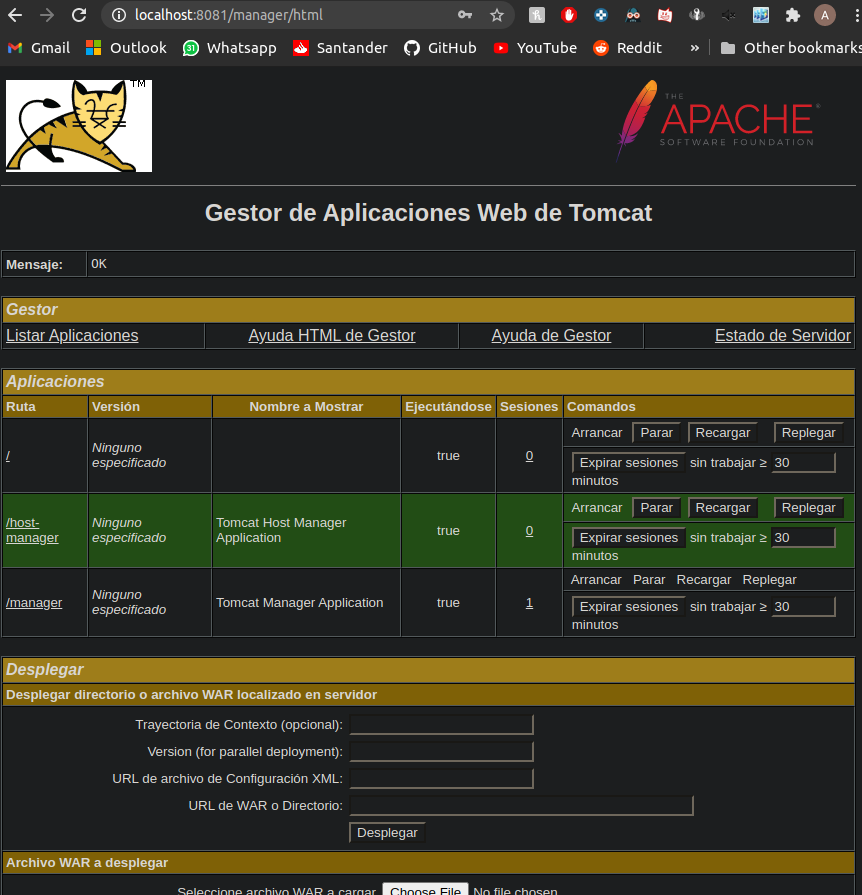 localhost:8081/manager/html
A
Gmail Outlook 31 Whatsapp Santander GitHub YouTube Reddit » Other bookmarks
TM
THE
APACHE®
SOFTWARE FOUNDATION
Gestor de Aplicaciones Web de Tomcat
Mensaje: OK
Gestor
Listar Aplicaciones Ayuda HTML de Gestor Ayuda de Gestor Estado de Servidor
Aplicaciones
Ruta Versión Nombre a Mostrar Ejecutándose Sesiones Comandos
/ Ninguno especificado true 0 Arrancar Parar Recargar Replegar
Expirar sesiones sin trabajar ≥ 30
minutos
/host-manager Ninguno especificado Tomcat Host Manager Application true 0 Arrancar Parar Recargar Replegar
Expirar sesiones sin trabajar ≥ 30
minutos
/manager Ninguno especificado Tomcat Manager Application true 1 Arrancar Parar Recargar Replegar
Expirar sesiones sin trabajar ≥ 30
minutos
Desplegar
Desplegar directorio o archivo WAR localizado en servidor
Trayectoria de Contexto (opcional):
Version (for parallel deployment):
URL de archivo de Configuración XML:
URL de WAR o Directorio:
Desplegar
Archivo WAR a desplegar
Seleccione archivo WAR a cargar Choose File No file chosen